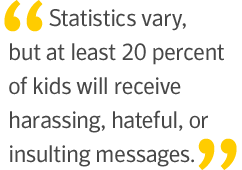 “Statistics vary,
but at least 20 percent
of kids will receive
harassing, hateful, or
insulting messages.”